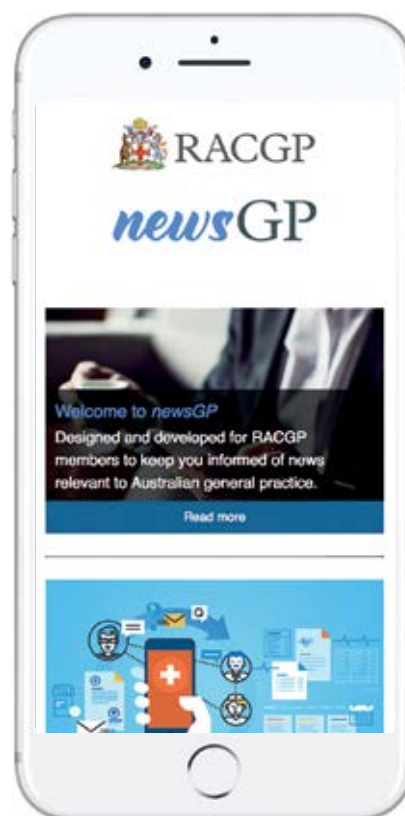 RACGP
newsGP
Welcome to newsGP
Designed and developed for RACGP
members to keep you informed of news
relevant to Australian general practice.
Read more